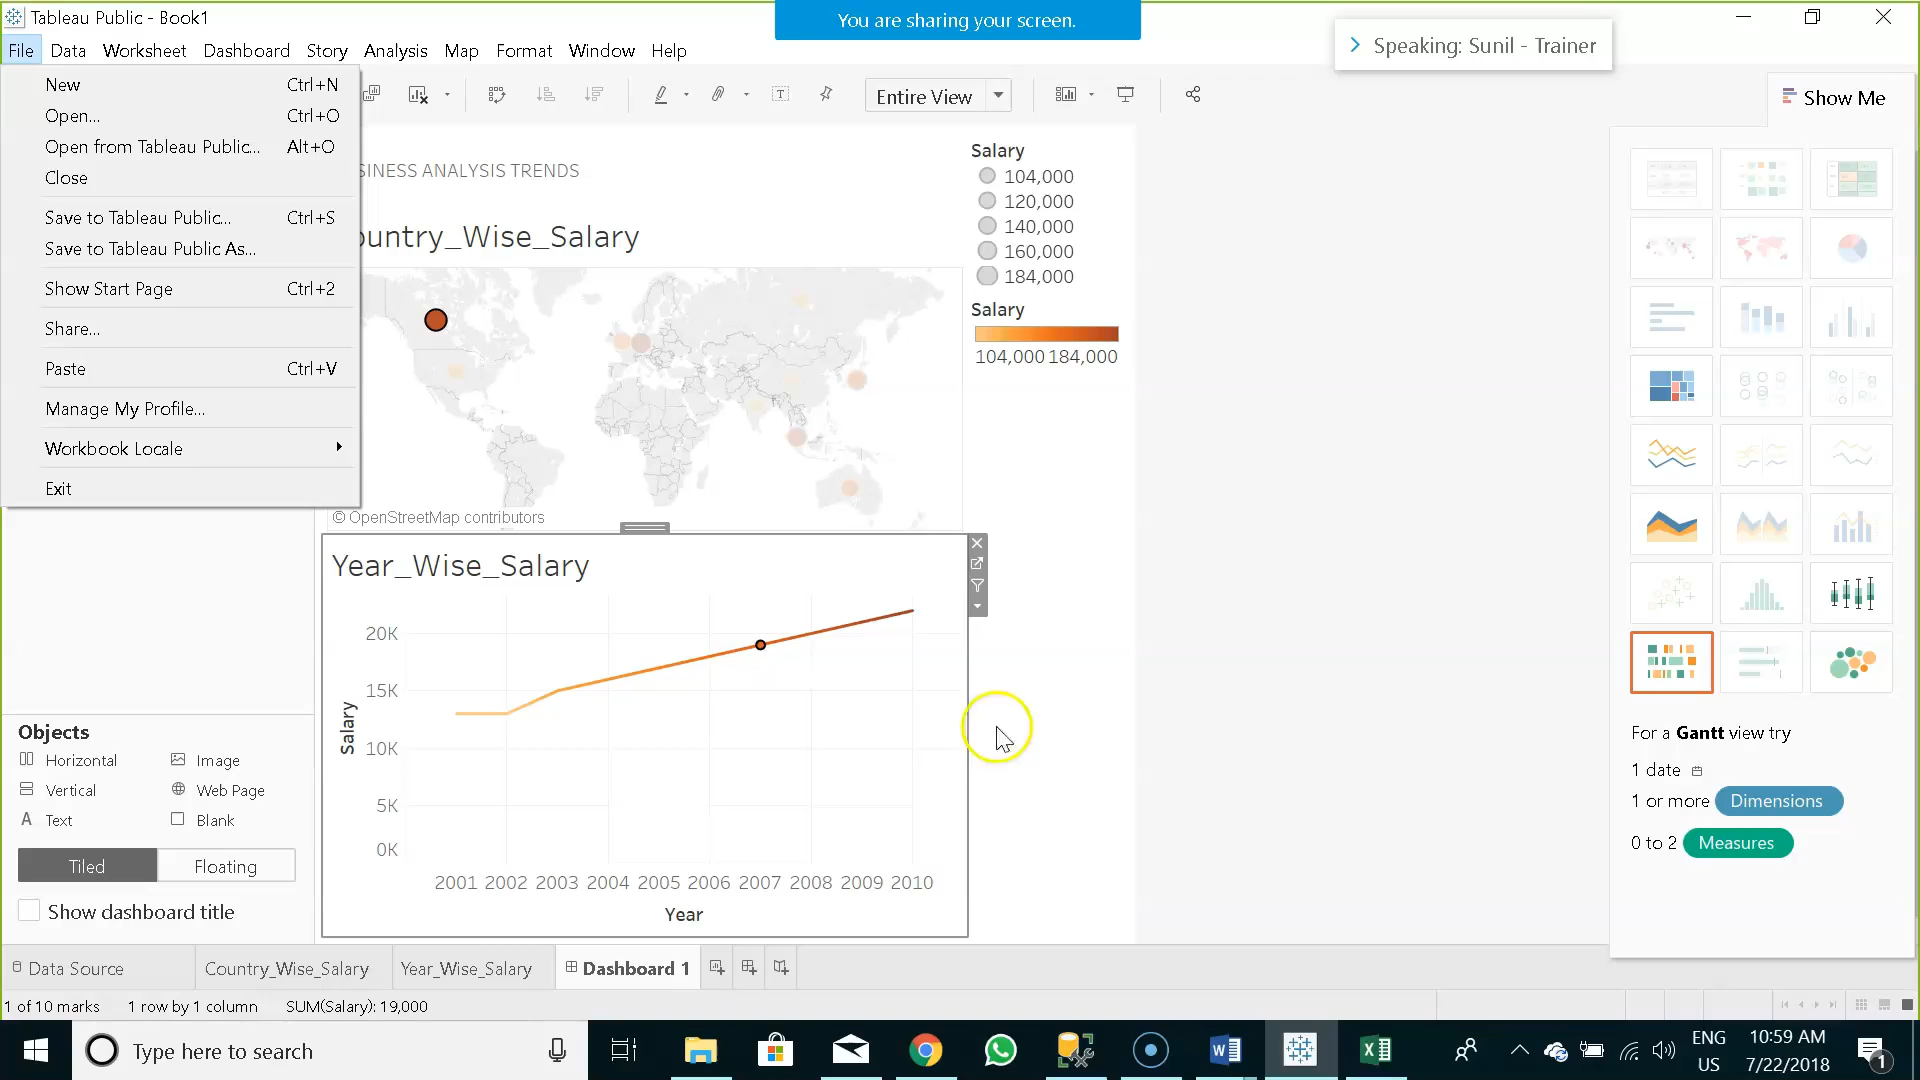 Tableau Public - Book1
You are sharing your screen.
Speaking: Sunil - Trainer
File Data Worksheet Dashboard Story Analysis Map Format Window Help
New Ctrl+N
Open... Ctrl+O
Open from Tableau Public... Alt+O
Close
Save to Tableau Public... Ctrl+S
Save to Tableau Public As...
Show Start Page Ctrl+2
Share...
Paste Ctrl+V
Manage My Profile...
Workbook Locale
Exit
Entire View
Show Me
SINESS ANALYSIS TRENDS
ountry_Wise_Salary
© OpenStreetMap contributors
Salary
104,000
120,000
140,000
160,000
184,000
Salary
104,000 184,000
Year_Wise_Salary
20K
15K
10K
5K
0K
Salary
2001 2002 2003 2004 2005 2006 2007 2008 2009 2010
Year
Objects
Horizontal Image
Vertical Web Page
A Text Blank
Tiled Floating
Show dashboard title
For a Gantt view try
1 date
1 or more Dimensions
0 to 2 Measures
Data Source Country_Wise_Salary Year_Wise_Salary Dashboard 1
1 of 10 marks 1 row by 1 column SUM(Salary): 19,000
Type here to search
ENG
US
10:59 AM
7/22/2018
1